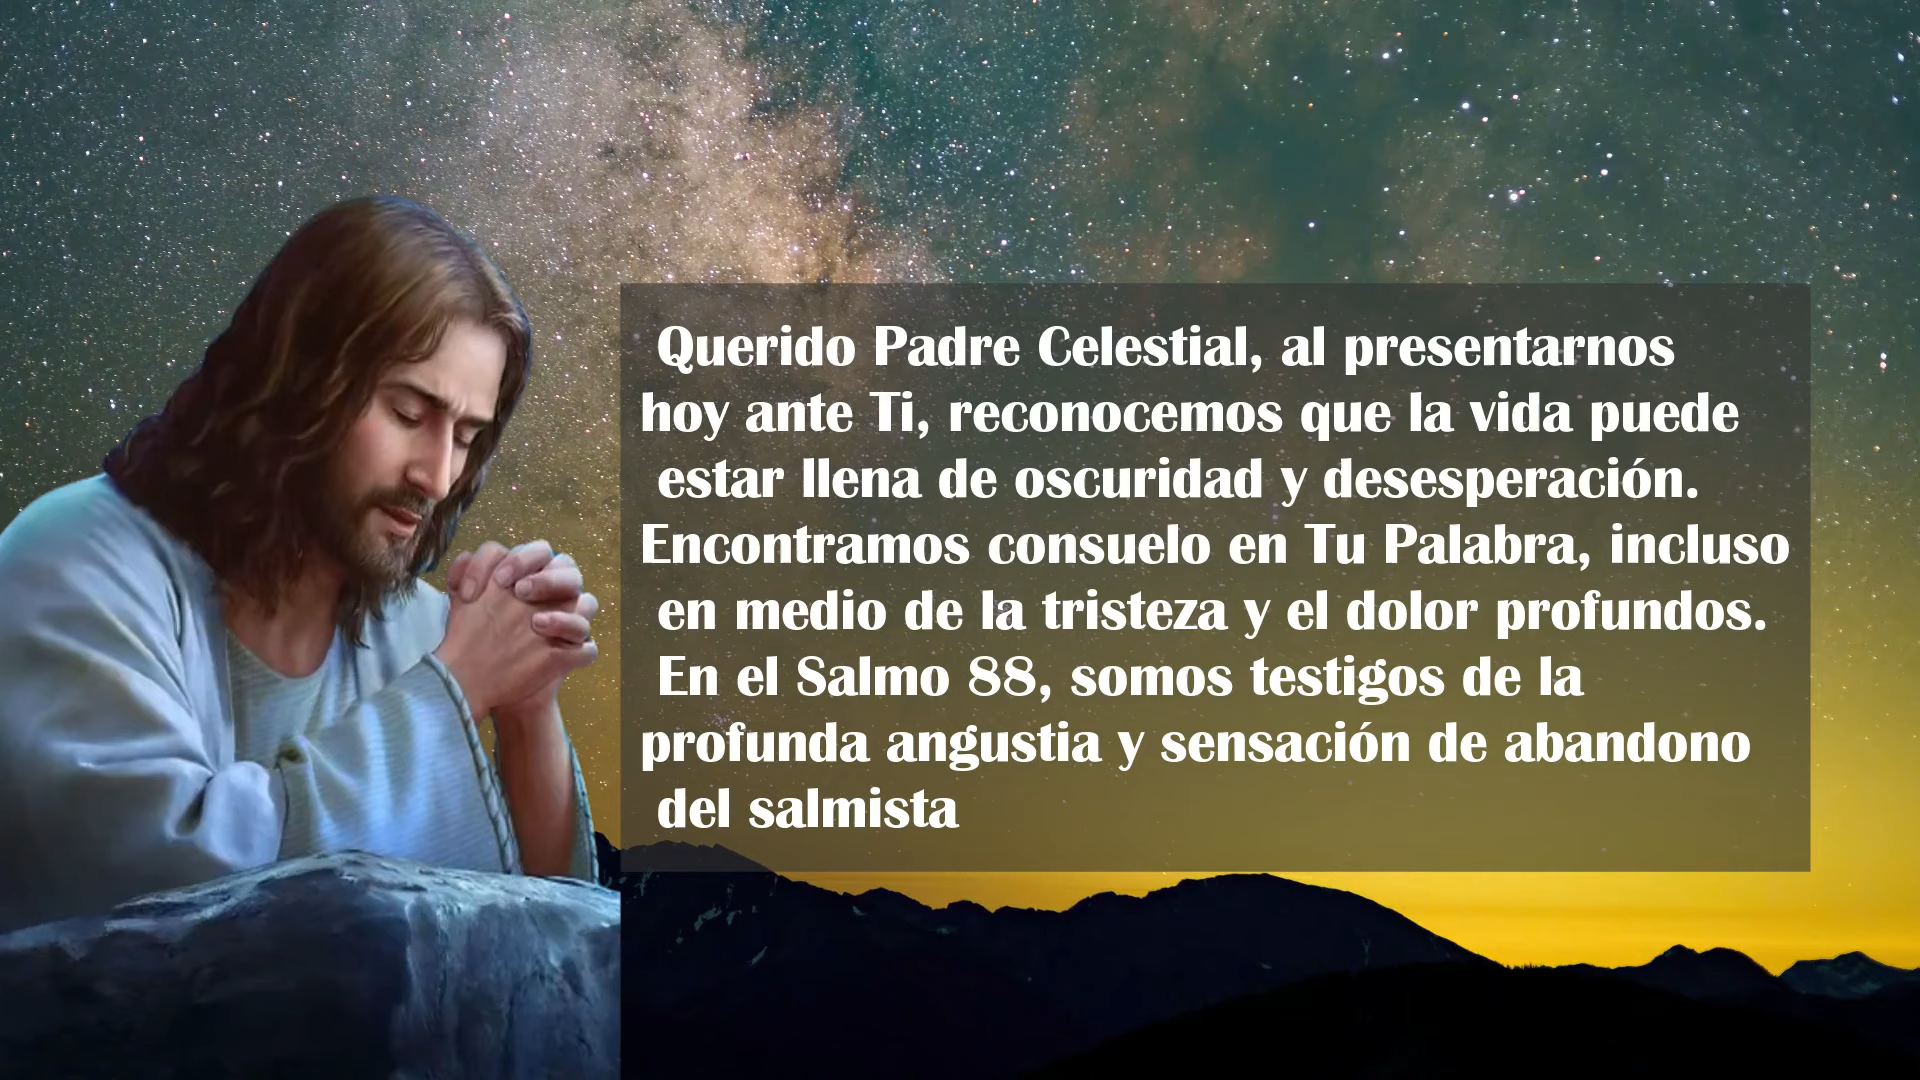 Querido Padre Celestial, al presentarnos
hoy ante Ti, reconocemos que la vida puede
estar llena de oscuridad y desesperación.
Encontramos consuelo en Tu Palabra, incluso
en medio de la tristeza y el dolor profundos.
En el Salmo 88, somos testigos de la
profunda angustia y sensación de abandono
del salmista